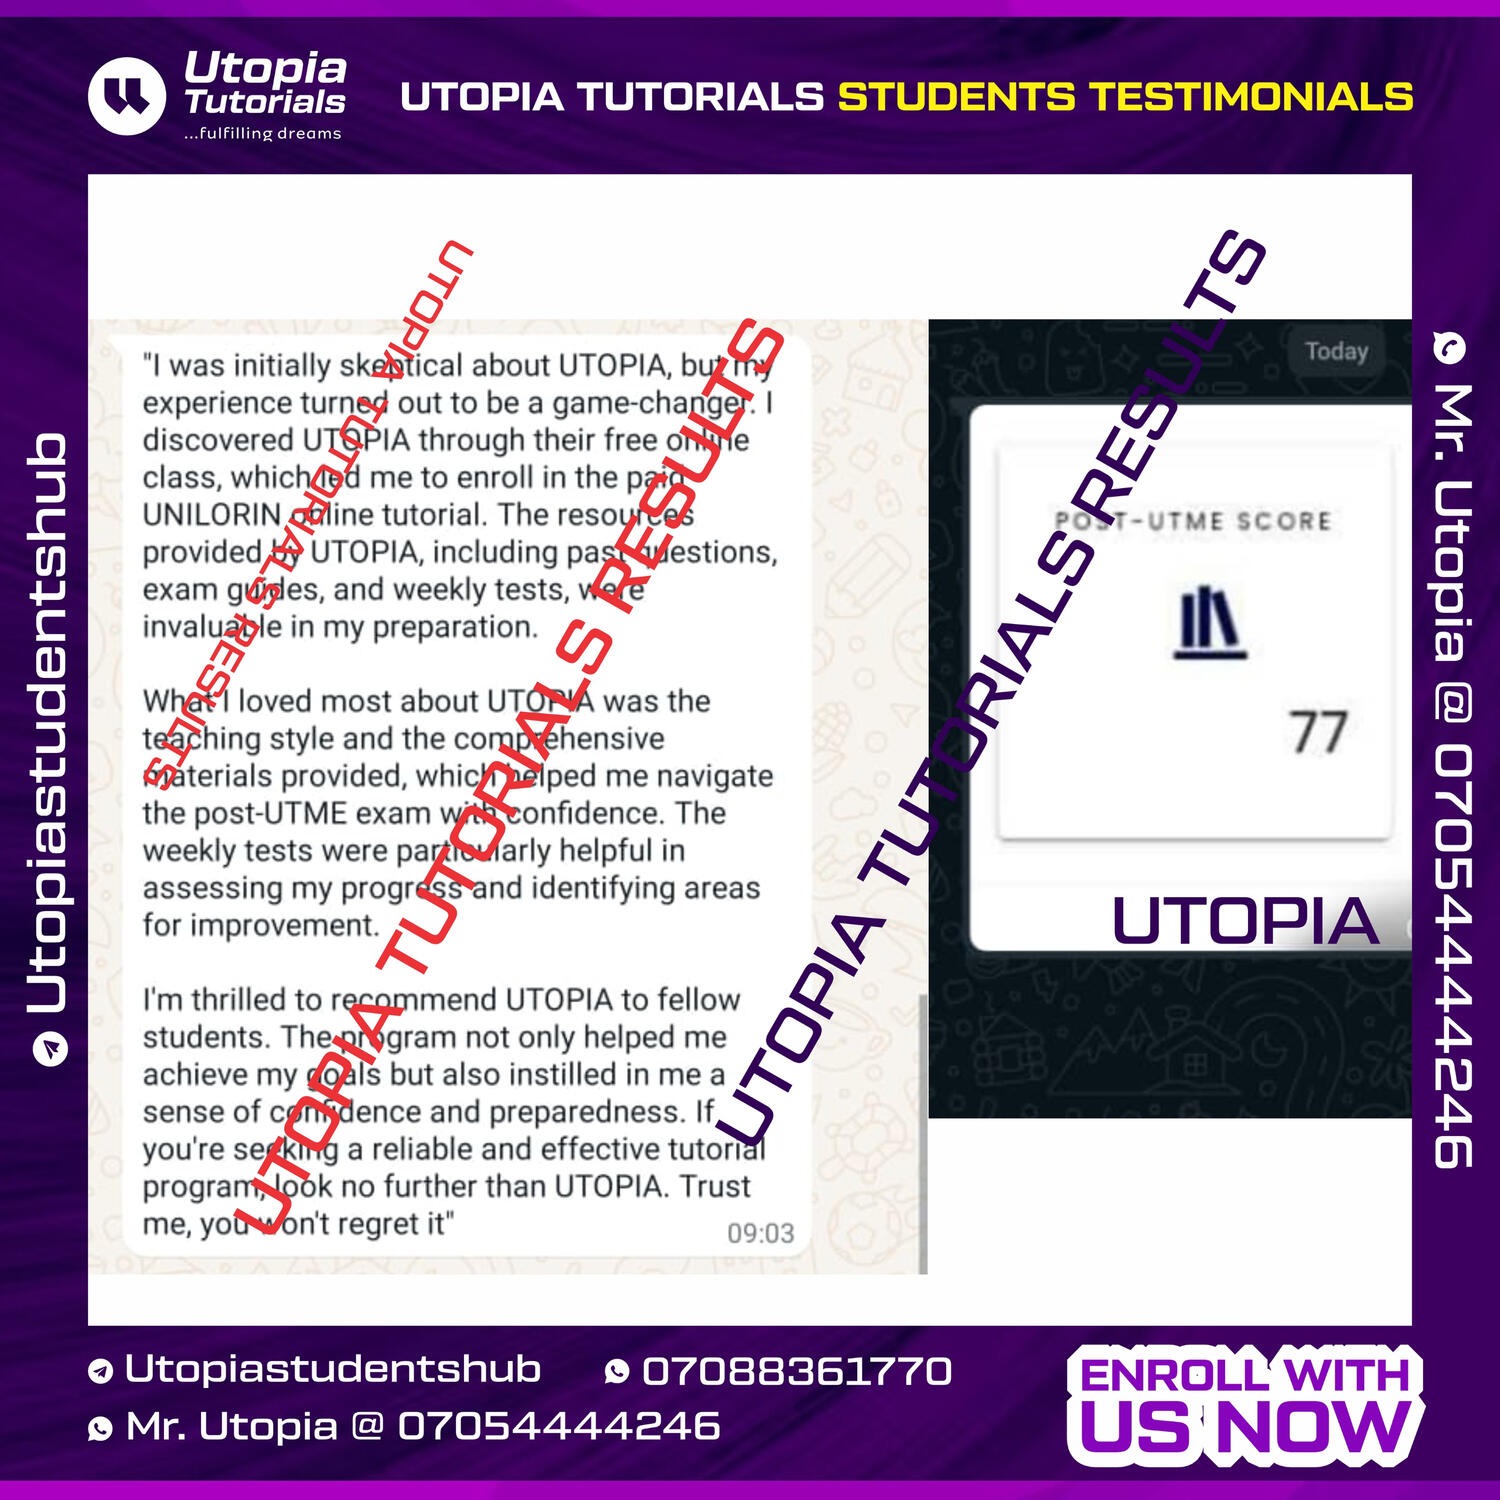 Utopia
Tutorials
...fulfilling dreams
UTOPIA TUTORIALS STUDENTS TESTIMONIALS
"I was initially skeptical about UTOPIA, but my
experience turned out to be a game-changer. I
discovered UTOPIA through their free online
class, which led me to enroll in the paid
UNILORIN online tutorial. The resources
provided by UTOPIA, including past questions,
exam guides, and weekly tests, were
invaluable in my preparation.
What I loved most about UTOPIA was the
teaching style and the comprehensive
materials provided, which helped me navigate
the post-UTME exam with confidence. The
weekly tests were particularly helpful in
assessing my progress and identifying areas
for improvement.
I'm thrilled to recommend UTOPIA to fellow
students. The program not only helped me
achieve my goals but also instilled in me a
sense of confidence and preparedness. If
you're seeking a reliable and effective tutorial
program, look no further than UTOPIA. Trust
me, you won't regret it"
09:03
UTOPIA TUTORIALS RESULTS
UTOPIA TUTORIALS RESULTS
UTOPIA TUTORIALS RESULTS
Today
POST-UTME SCORE
77
UTOPIA
Utopiastudentshub
Mr. Utopia @ 07054444246
Utopiastudentshub
07088361770
Mr. Utopia @ 07054444246
ENROLL WITH
US NOW